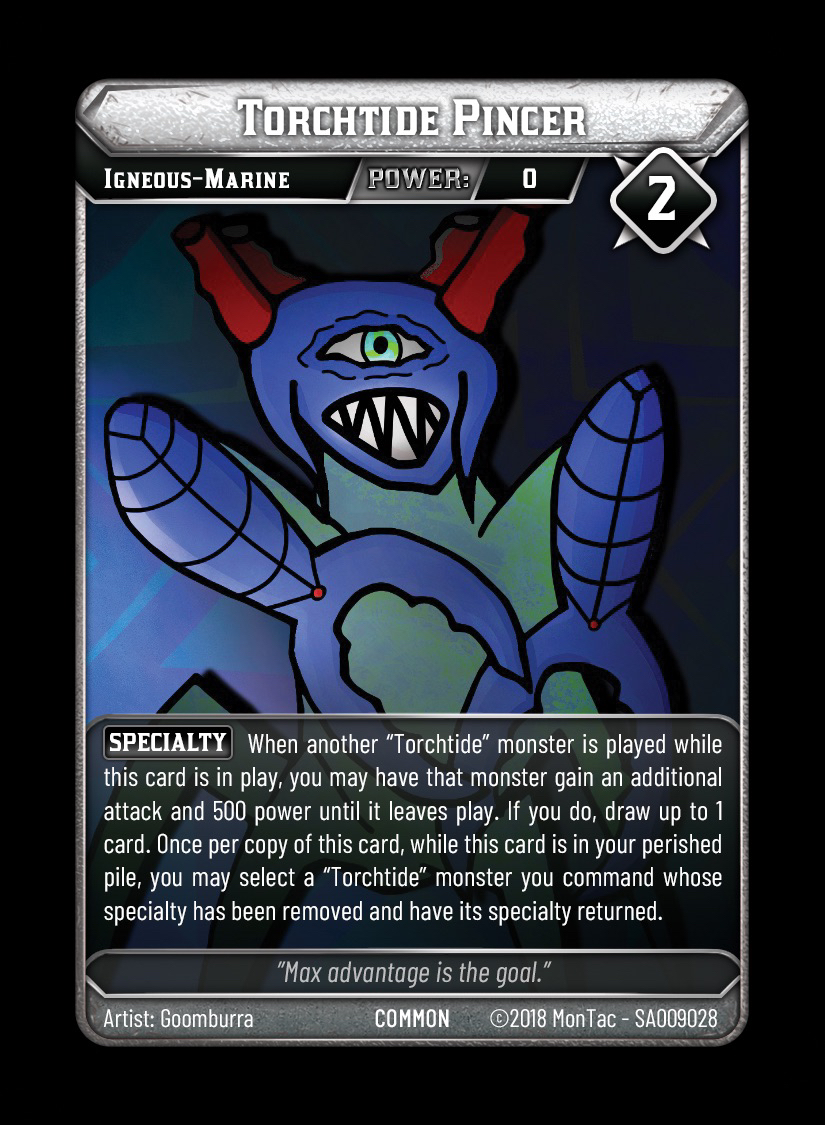 Torchtide Pincer
Igneous-Marine POWER: 0
2
SPECIALTY When another “Torchtide” monster is played while
this card is in play, you may have that monster gain an additional
attack and 500 power until it leaves play. If you do, draw up to 1
card. Once per copy of this card, while this card is in your perished
pile, you may select a “Torchtide” monster you command whose
specialty has been removed and have its specialty returned.
“Max advantage is the goal.”
Artist: Goomburra COMMON ©2018 MonTac - SA009028